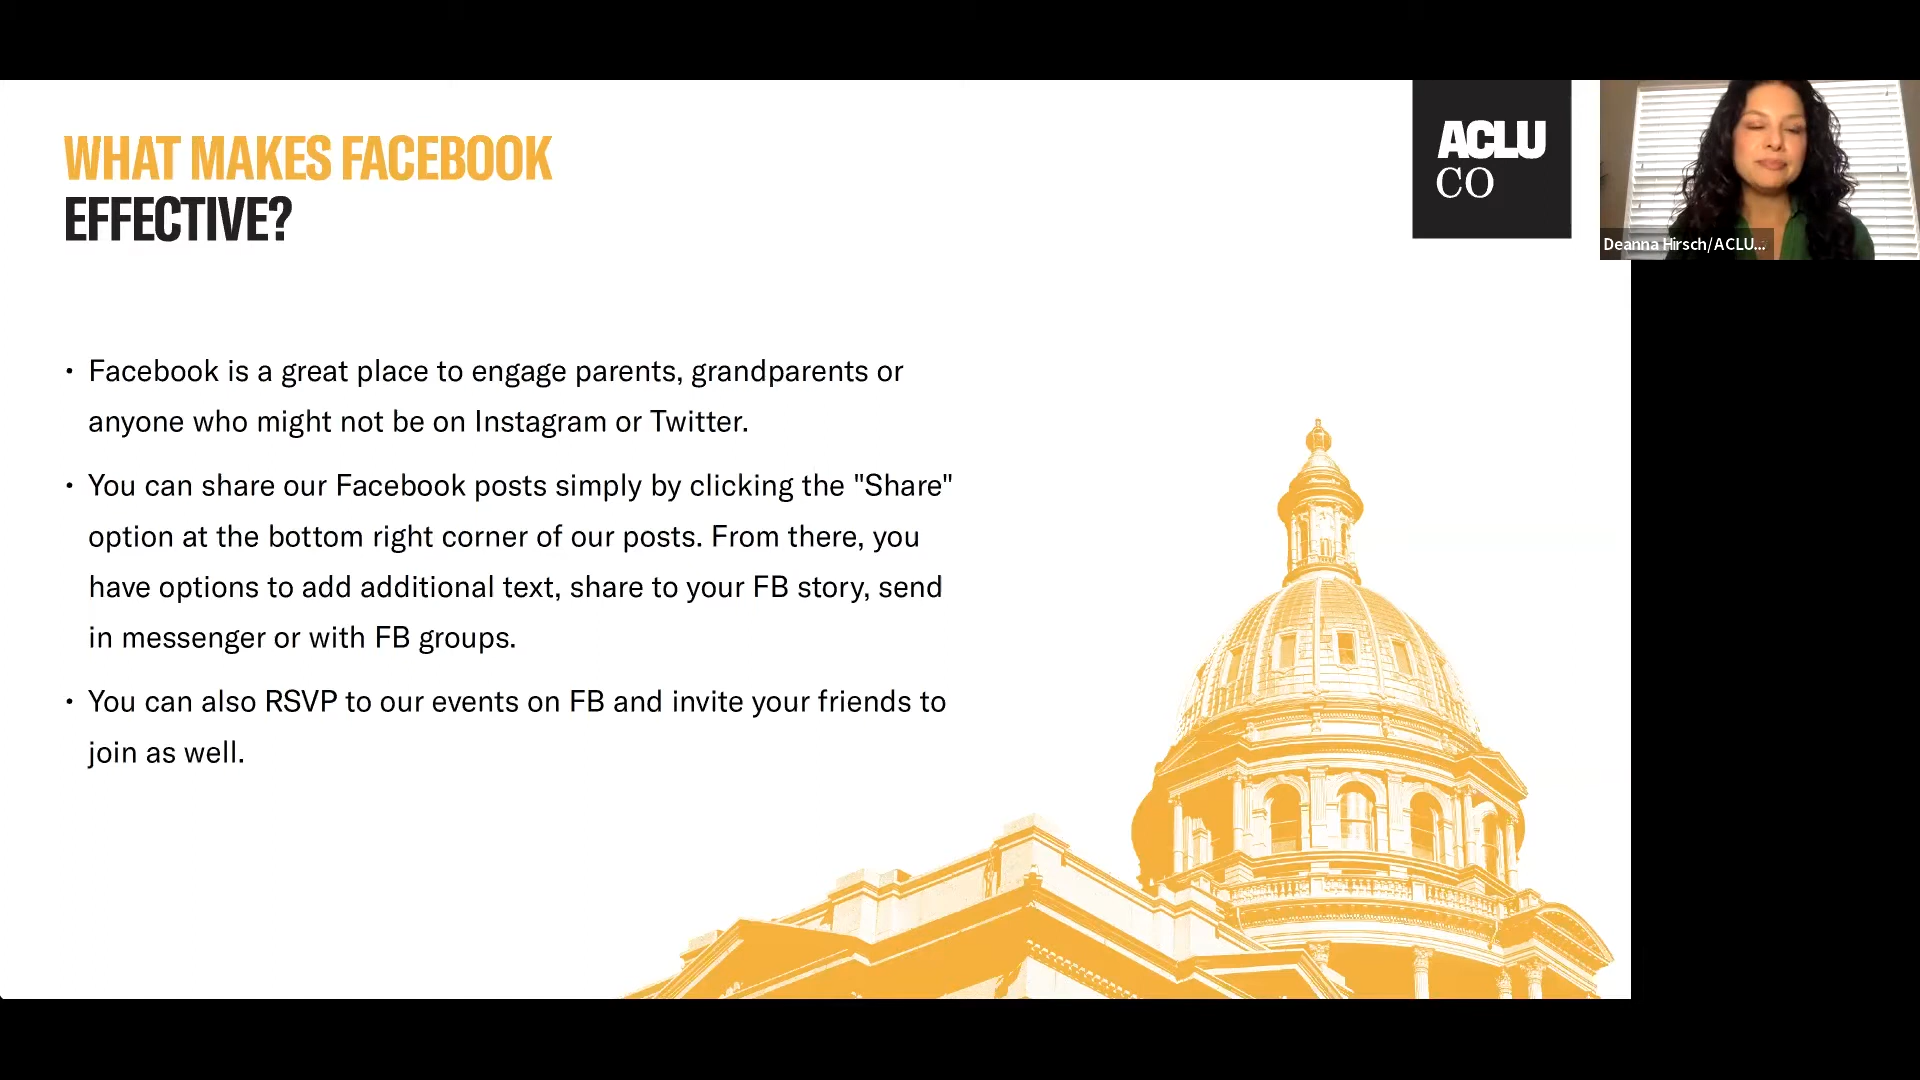 WHAT MAKES FACEBOOK
EFFECTIVE?
ACLU
CO
Deanna Hirsch/ACLU...
• Facebook is a great place to engage parents, grandparents or
anyone who might not be on Instagram or Twitter.
• You can share our Facebook posts simply by clicking the "Share"
option at the bottom right corner of our posts. From there, you
have options to add additional text, share to your FB story, send
in messenger or with FB groups.
• You can also RSVP to our events on FB and invite your friends to
join as well.